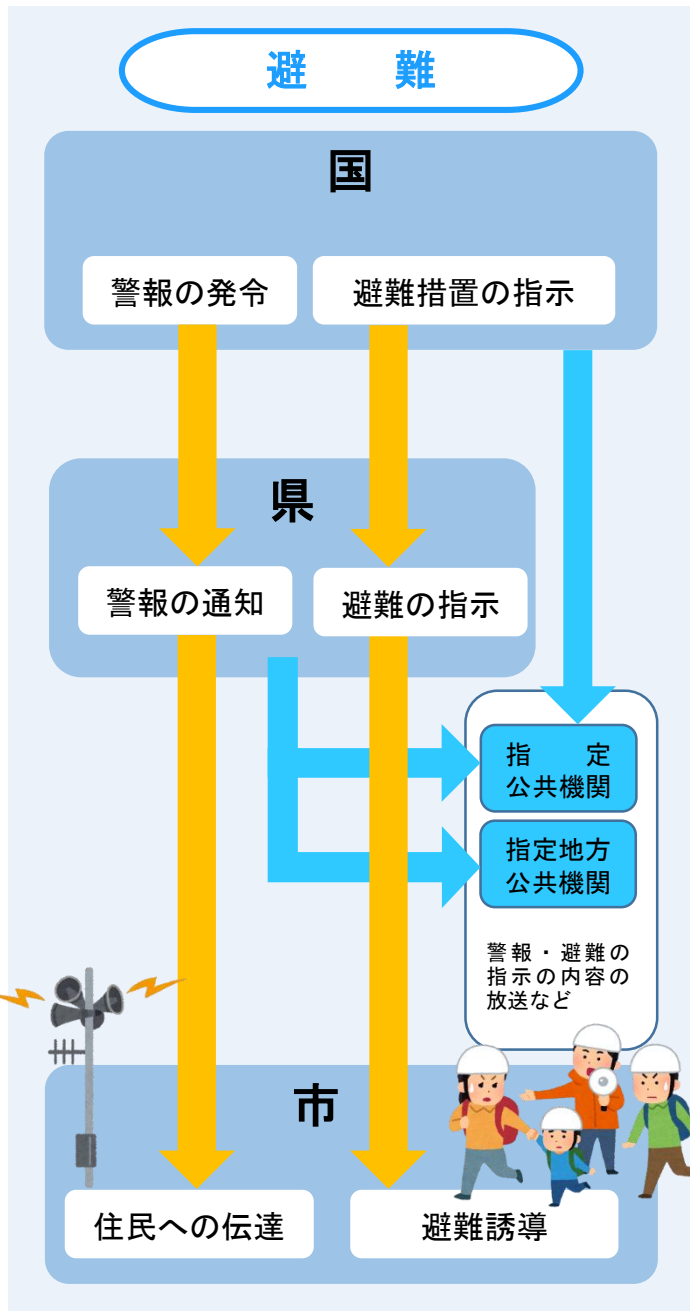 避　難
国
警報の発令
避難措置の指示
県
警報の通知
避難の指示
指　定
公共機関
指定地方
公共機関
警報・避難の
指示の内容の
放送など
市
住民への伝達
避難誘導